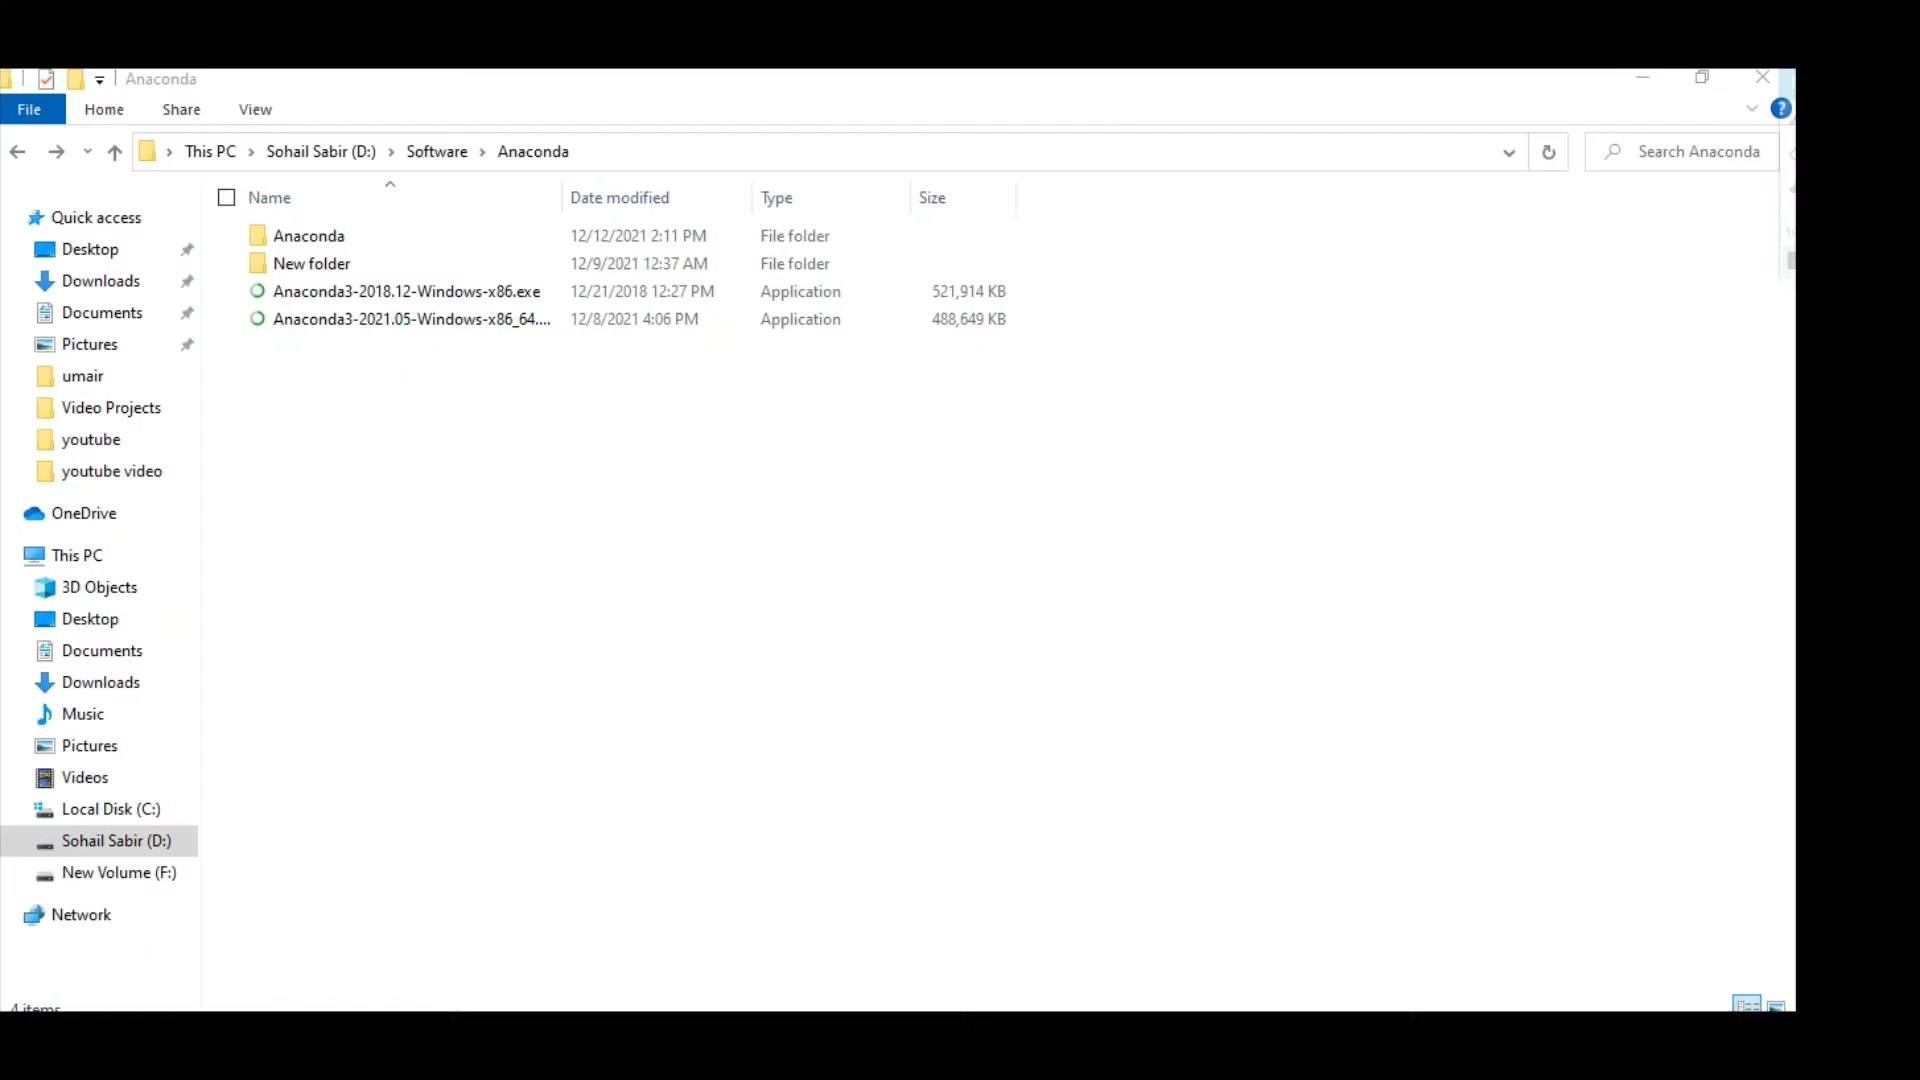 Anaconda
File Home Share View
This PC Sohail Sabir (D:) Software Anaconda Search Anaconda
Name Date modified Type Size
Anaconda 12/12/2021 2:11 PM File folder
New folder 12/9/2021 12:37 AM File folder
Anaconda3-2018.12-Windows-x86.exe 12/21/2018 12:27 PM Application 521,914 KB
Anaconda3-2021.05-Windows-x86_64.... 12/8/2021 4:06 PM Application 488,649 KB
Quick access
Desktop
Downloads
Documents
Pictures
umair
Video Projects
youtube
youtube video
OneDrive
This PC
3D Objects
Desktop
Documents
Downloads
Music
Pictures
Videos
Local Disk (C:)
Sohail Sabir (D:)
New Volume (F:)
Network
4 items